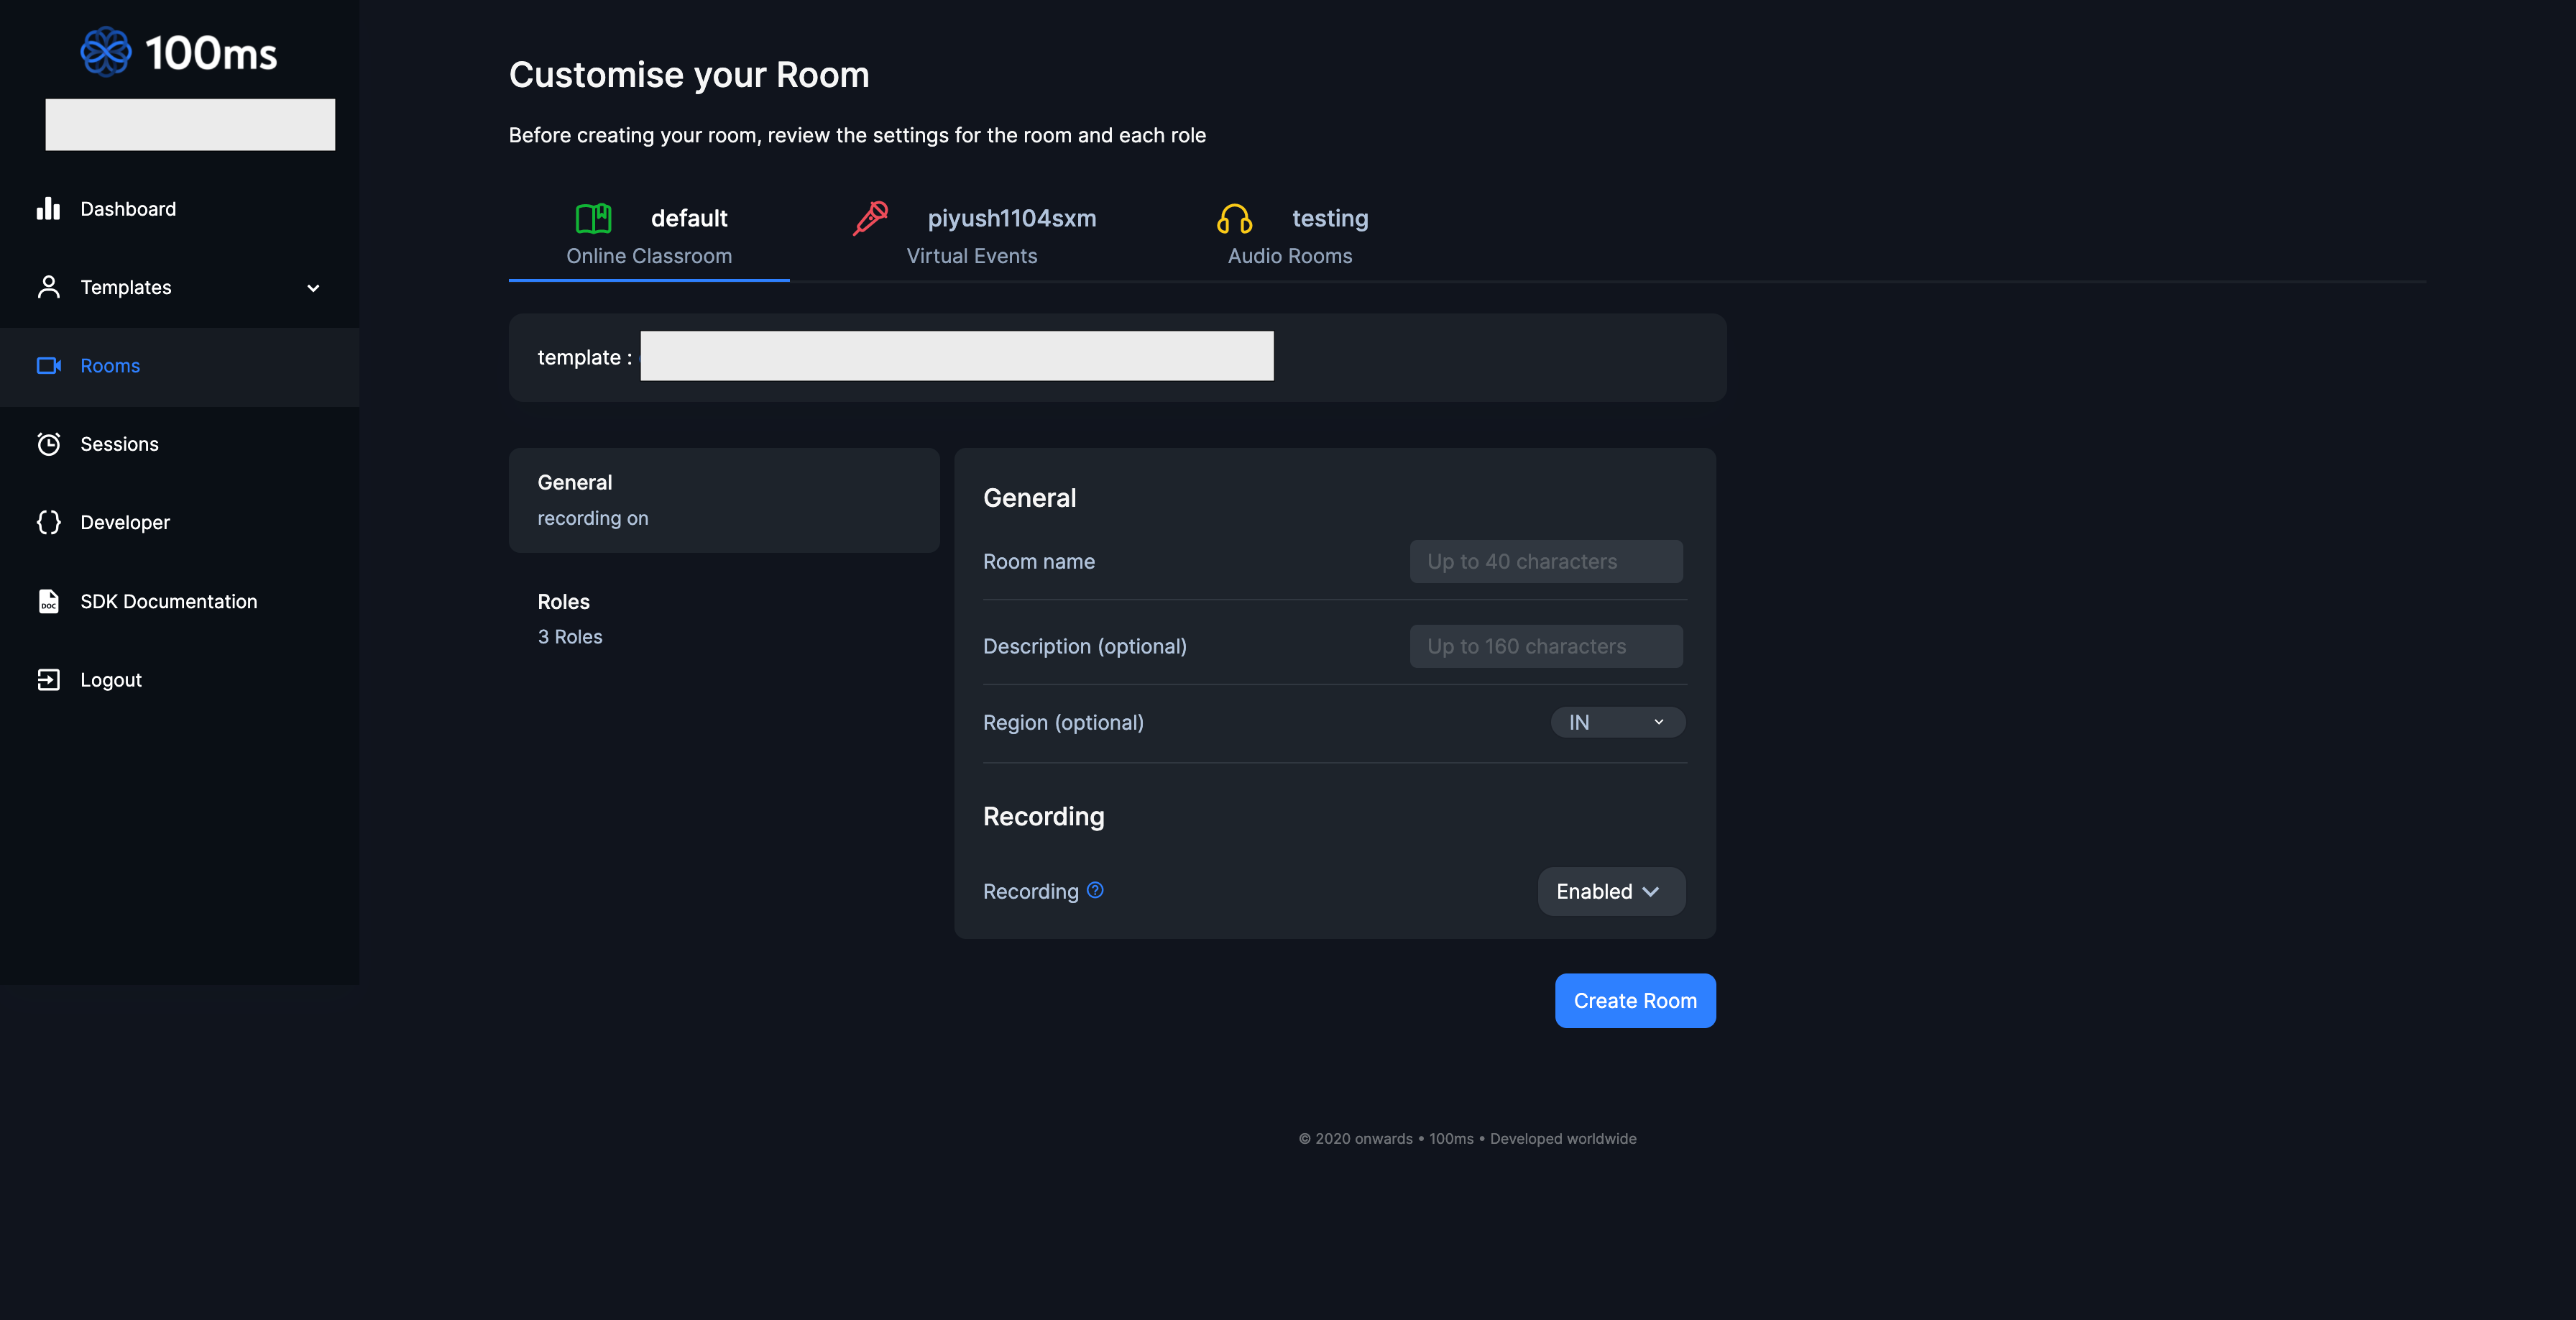 100ms
Dashboard
Templates
Rooms
Sessions
Developer
DOC
SDK Documentation
Logout
Customise your Room
Before creating your room, review the settings for the room and each role
default
Online Classroom
piyush1104sxm
Virtual Events
testing
Audio Rooms
template :
General
recording on
Roles
3 Roles
General
Room name
Up to 40 characters
Description (optional)
Up to 160 characters
Region (optional)
IN
Recording
Recording ?
Enabled
Create Room
© 2020 onwards • 100ms • Developed worldwide